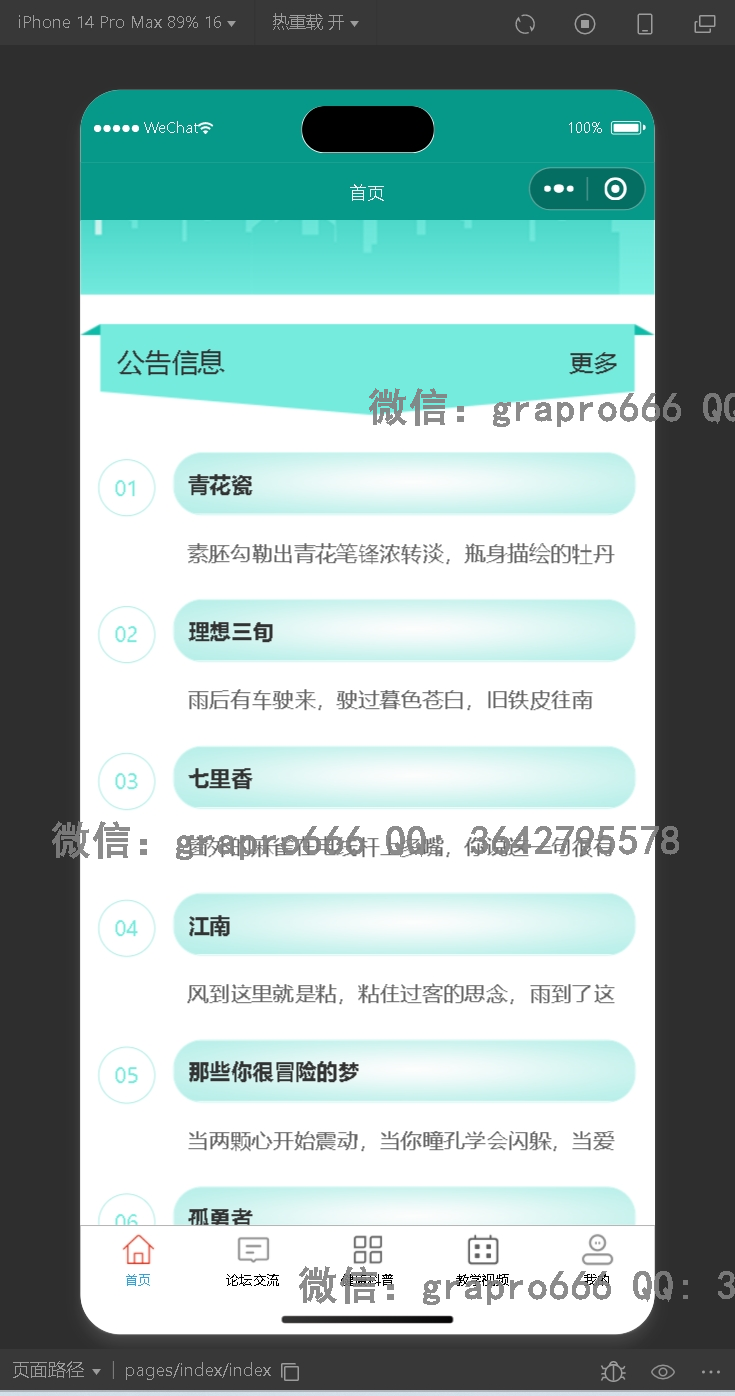 iPhone 14 Pro Max 89% 16
热重载 开
WeChat
100%
首页
公告信息
更多
微信：grapro666 QQ
01
青花瓷
素胚勾勒出青花笔锋浓转淡，瓶身描绘的牡丹
02
理想三旬
雨后有车驶来，驶过暮色苍白，旧铁皮往南
03
七里香
微信：grapro666 QQ：3642795578
04
江南
风到这里就是粘，粘住过客的思念，雨到了这
05
那些你很冒险的梦
当两颗心开始震动，当你瞳孔学会闪躲，当爱
06
孤勇者
首页
论坛交流
教学视频
我的
微信：grapro666 QQ：3
页面路径
pages/index/index